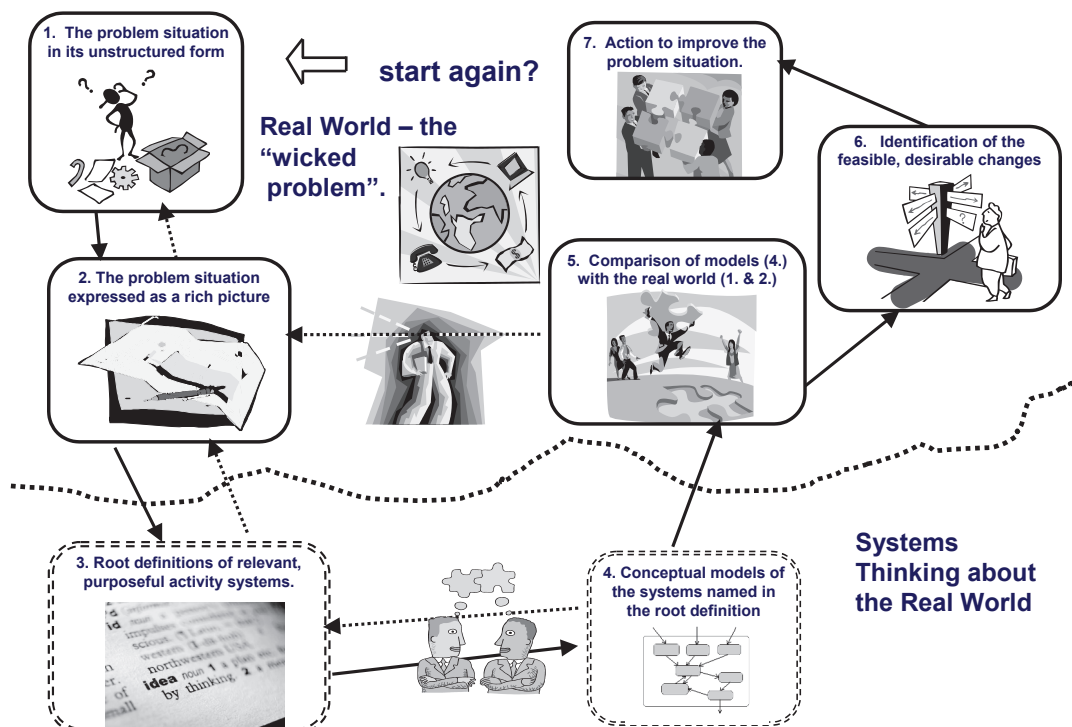 1. The problem situation
in its unstructured form
start again?
Real World – the
“wicked
problem”.
7. Action to improve the
problem situation.
6. Identification of the
feasible, desirable changes
2. The problem situation
expressed as a rich picture
5. Comparison of models (4.)
with the real world (1. & 2.)
3. Root definitions of relevant,
purposeful activity systems.
northwestern
idea noun 1 a
by thinking 2 a
4. Conceptual models of
the systems named in
the root definition
Systems
Thinking about
the Real World